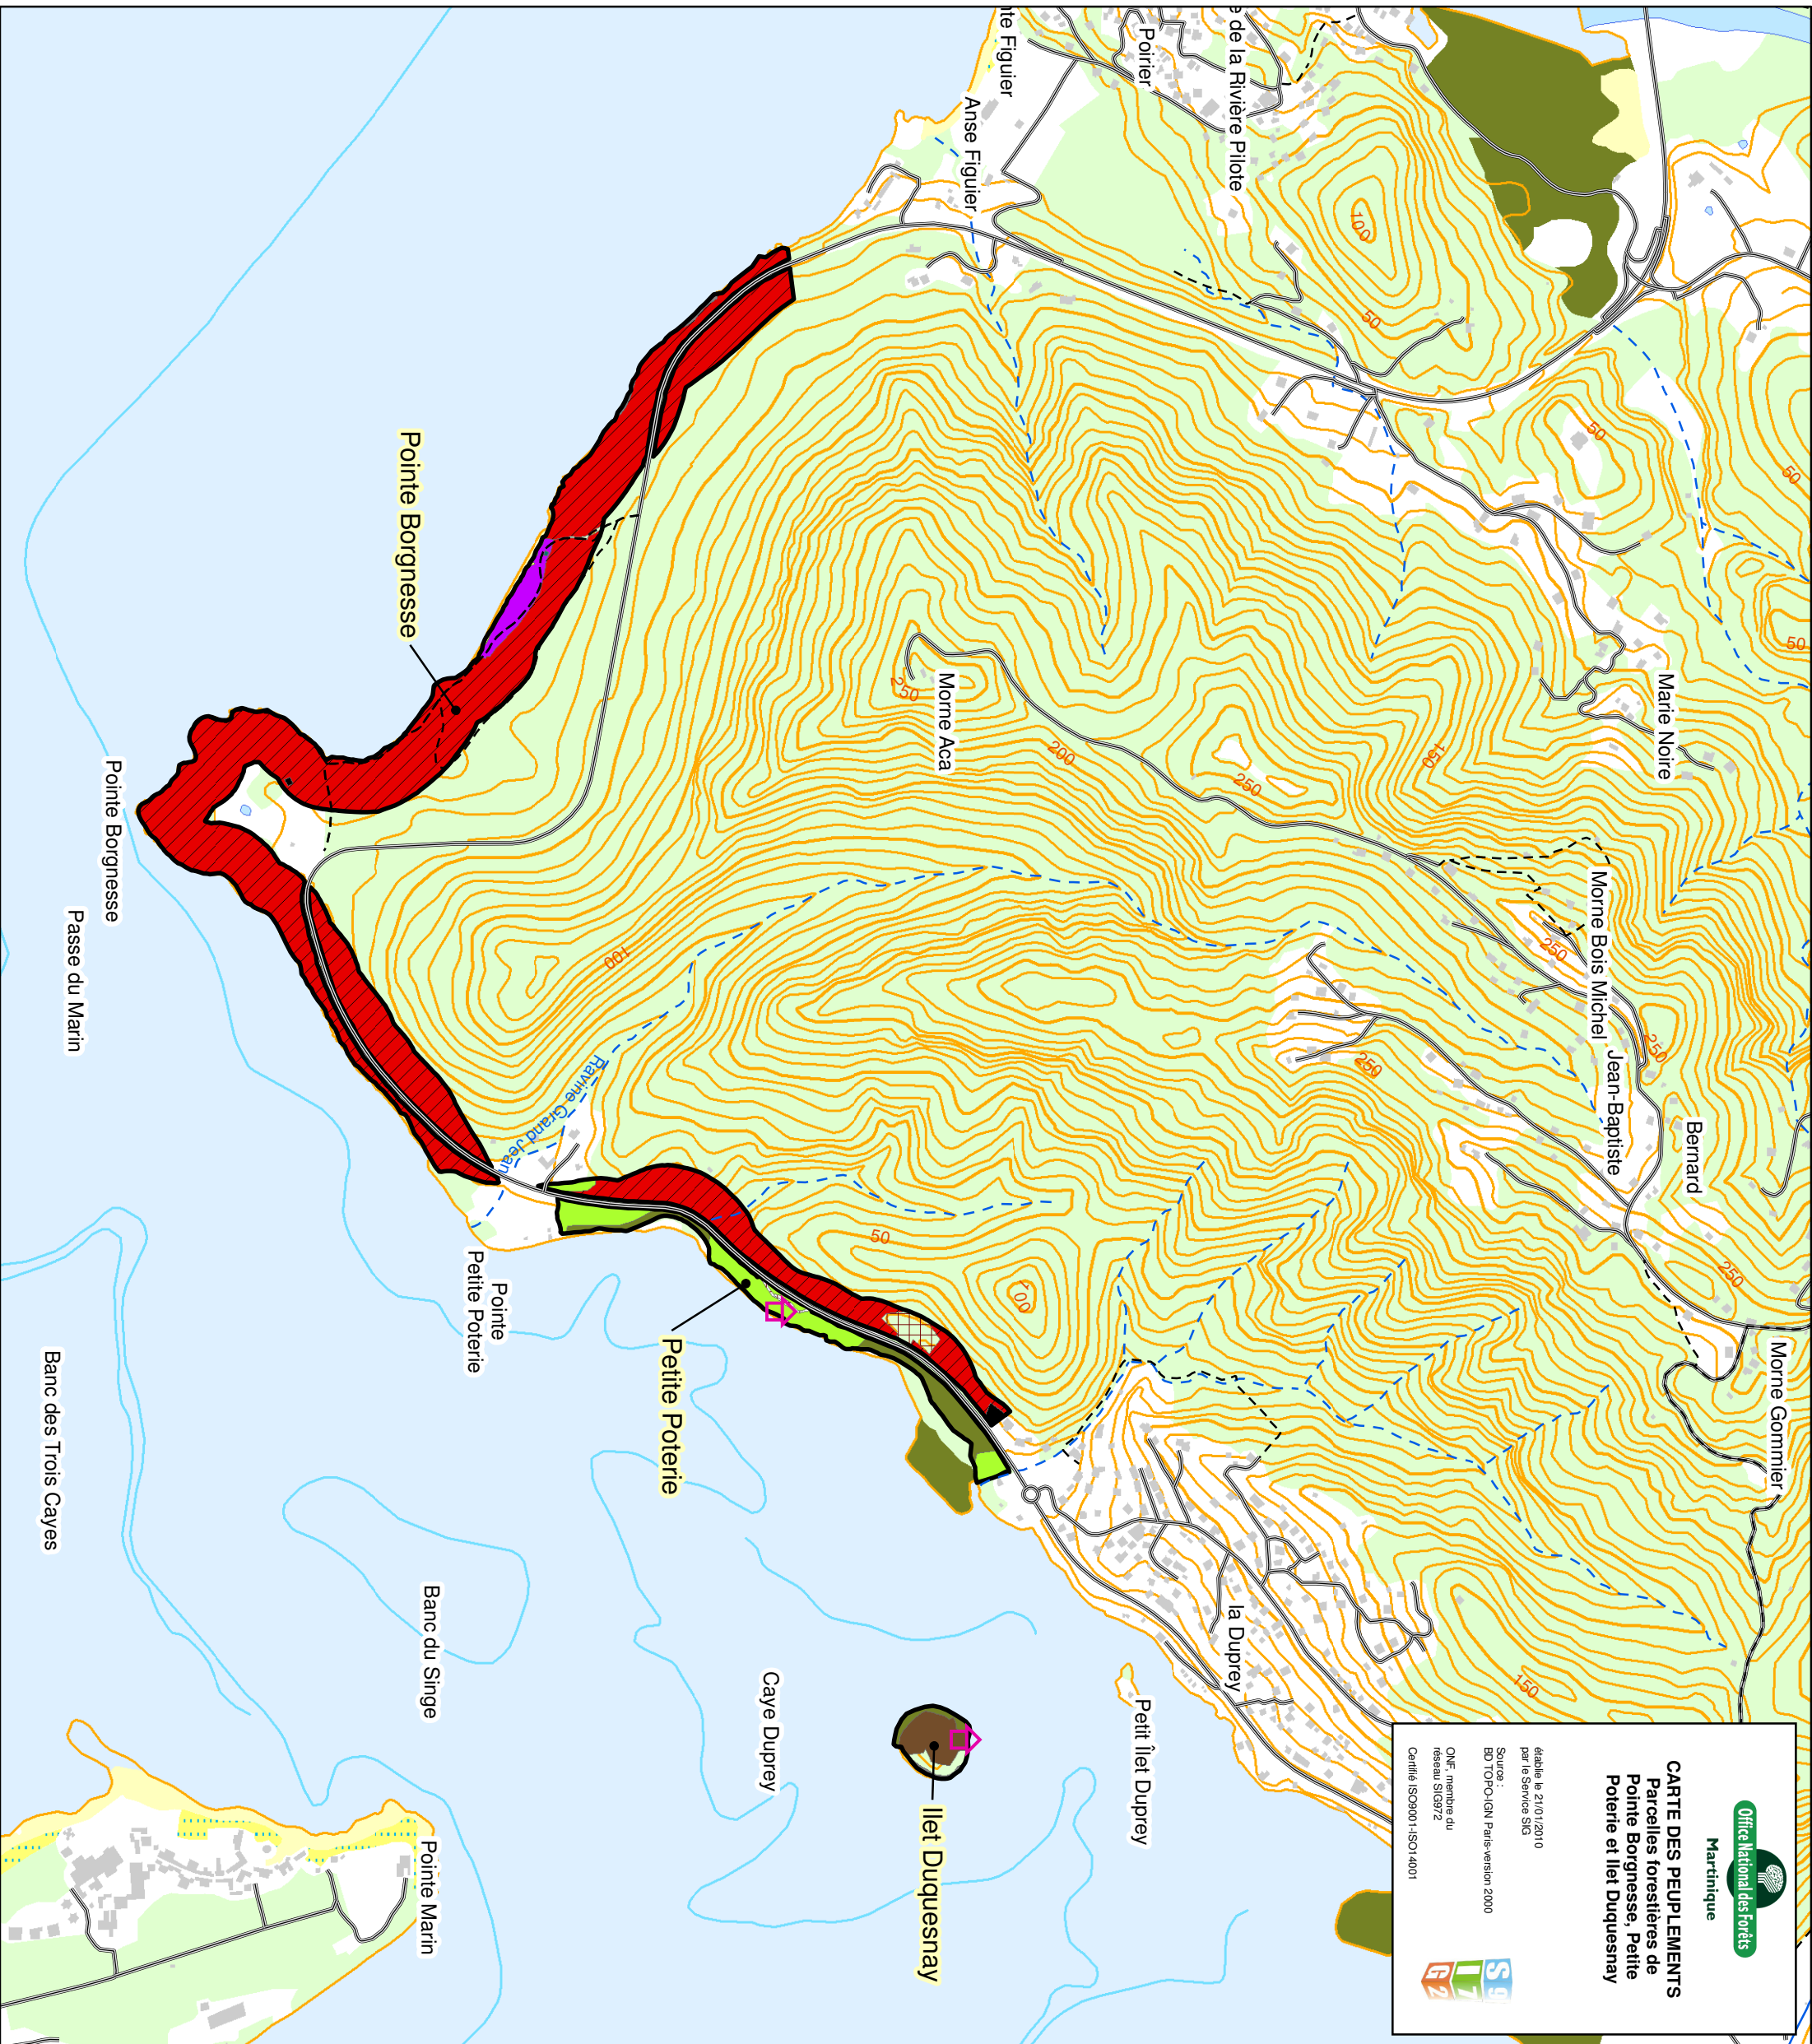 Office National des Forêts
Martinique
CARTE DES PEUPLEMENTS
Parcelles forestières de
Pointe Borgnesse, Petite
Poterie et Ilet Duquesnay
établie le 21/01/2010
par le Service SIG
Source :
BD TOPO-IGN Paris-version 2000
ONF, membre du
réseau SIG972
Certifié ISO9001-ISO14001
S 9
I 7
G 2
50
50
Marie Noire
Morne Bois Michel
250
250
Jean-Baptiste
Bernard
250
Morne Gommier
50
150
100
50
e de la Rivière Pilote
Poirier
250
250
la Duprey
150
nte Figuier
Anse Figuier
200
Morne Aca
250
100
Petit Îlet Duprey
50
Ilet Duquesnay
Caye Duprey
100
Ravine Grand Jean
Petite Poterie
Pointe
Petite Poterie
Pointe Borgnesse
Banc du Singe
Pointe Marin
Pointe Borgnesse
Passe du Marin
Banc des Trois Cayes